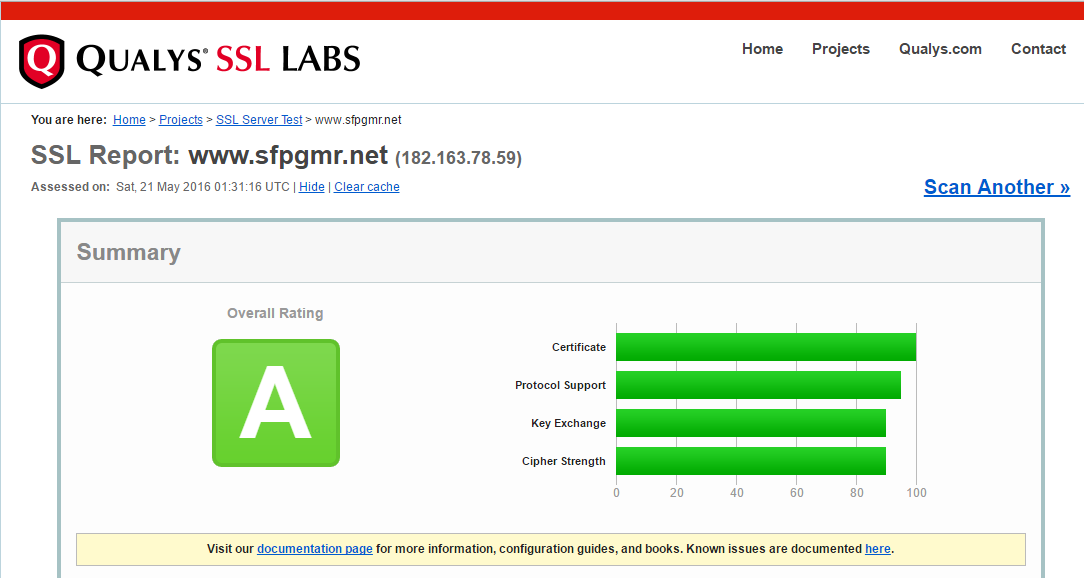 QUALYS® SSL LABS
Home Projects Qualys.com Contact
You are here: Home > Projects > SSL Server Test > www.sfpgmr.net
SSL Report: www.sfpgmr.net (182.163.78.59)
Assessed on: Sat, 21 May 2016 01:31:16 UTC | Hide | Clear cache
Scan Another »
Summary
Overall Rating
A
Certificate
Protocol Support
Key Exchange
Cipher Strength
0 20 40 60 80 100
Visit our documentation page for more information, configuration guides, and books. Known issues are documented here.